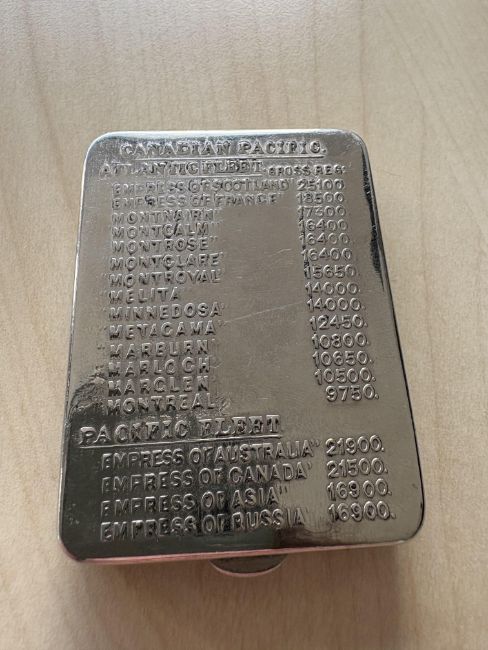 CANADIAN PACIFIC.
ATLANTIC FLEET GROSS REG:
"EMPRESS OF SCOTLAND" 25100.
"EMPRESS OF FRANCE" 18500
"MONTNAIRN" 17300.
"MONTCALM" 16400
"MONTROSE" 16400.
"MONTCLARE" 16400
"MONTROYAL" 15650.
"MELITA" 14000.
"MINNEDOSA" 14000.
"METAGAMA" 12450.
"MARBURN" 10800.
"MARLOCH" 10650.
"MARGLEN 10500.
"MONTREAL" 9750.
PACIFIC FLEET
"EMPRESS OF AUSTRALIA" 21900.
"EMPRESS OF CANADA" 21500.
"EMPRESS OF ASIA" 16900.
"EMPRESS OF RUSSIA" 16900.